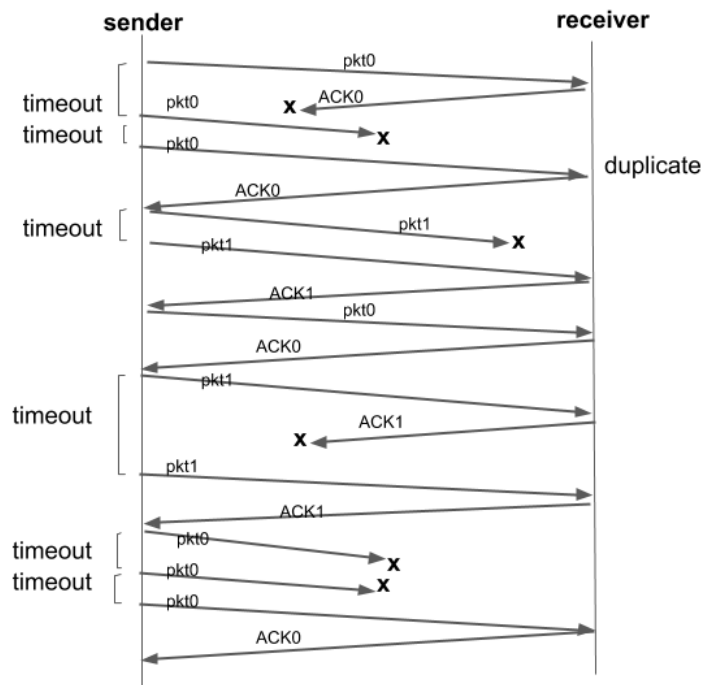 sender
receiver
pkt0
ACK0
x
timeout
pkt0
x
timeout
pkt0
duplicate
ACK0
timeout
pkt1
x
pkt1
ACK1
pkt0
ACK0
pkt1
timeout
ACK1
x
pkt1
ACK1
pkt0
timeout
x
pkt0
timeout
x
pkt0
ACK0